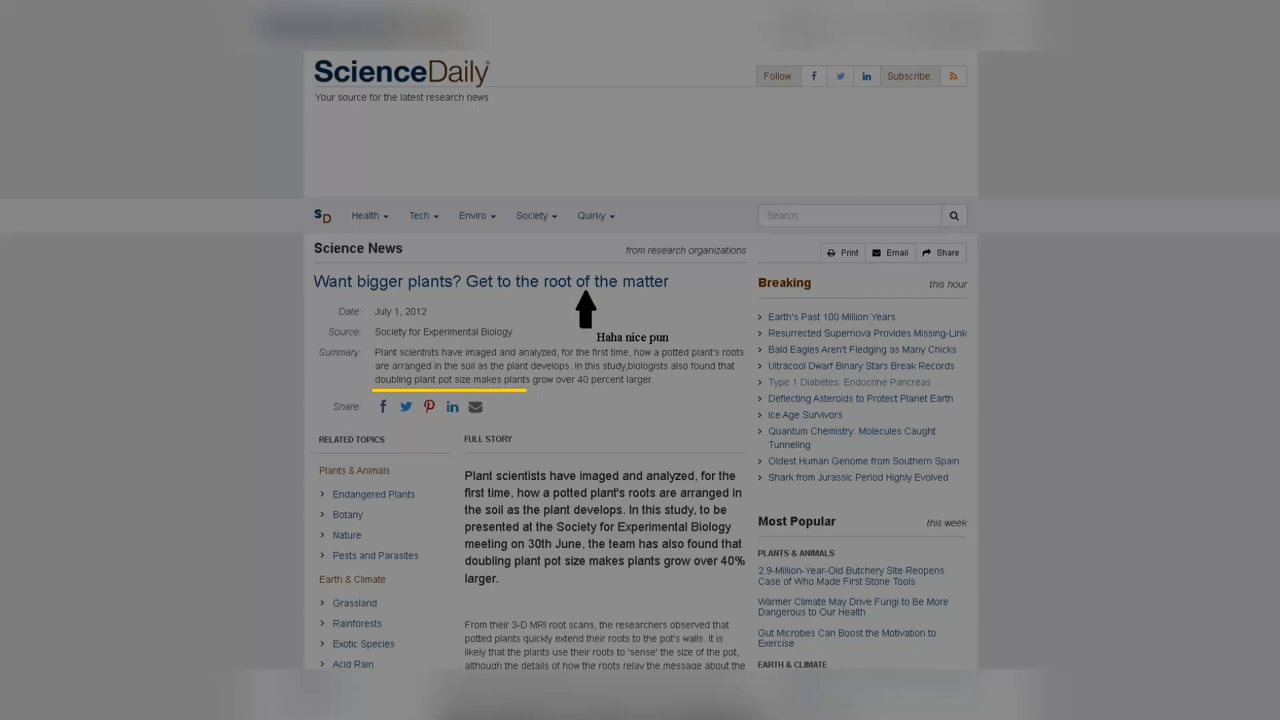 ScienceDaily
Your source for the latest research news
Follow: f in Subscribe:
SD Health Tech Enviro Society Quirky Search
Science News
from research organizations
Print Email Share
Want bigger plants? Get to the root of the matter
Haha nice pun
Date: July 1, 2012
Source: Society for Experimental Biology
Summary: Plant scientists have imaged and analyzed, for the first time, how a potted plant's roots
are arranged in the soil as the plant develops. In this study,biologists also found that
doubling plant pot size makes plants grow over 40 percent larger.
Share: f in
RELATED TOPICS
Plants & Animals
Endangered Plants
Botany
Nature
Pests and Parasites
Earth & Climate
Grassland
Rainforests
Exotic Species
Acid Rain
FULL STORY
Plant scientists have imaged and analyzed, for the
first time, how a potted plant's roots are arranged in
the soil as the plant develops. In this study, to be
presented at the Society for Experimental Biology
meeting on 30th June, the team has also found that
doubling plant pot size makes plants grow over 40%
larger.
From their 3-D MRI root scans, the researchers observed that
potted plants quickly extend their roots to the pot's walls. It is
likely that the plants use their roots to 'sense' the size of the pot,
although the details of how the roots relay the message about the
Breaking
this hour
Earth's Past 100 Million Years
Resurrected Supernova Provides Missing-Link
Bald Eagles Aren't Fledging as Many Chicks
Ultracool Dwarf Binary Stars Break Records
Type 1 Diabetes: Endocrine Pancreas ...
Deflecting Asteroids to Protect Planet Earth
Ice Age Survivors
Quantum Chemistry: Molecules Caught
Tunneling
Oldest Human Genome from Southern Spain
Shark from Jurassic Period Highly Evolved
Most Popular
this week
PLANTS & ANIMALS
2.9-Million-Year-Old Butchery Site Reopens
Case of Who Made First Stone Tools
Warmer Climate May Drive Fungi to Be More
Dangerous to Our Health
Gut Microbes Can Boost the Motivation to
Exercise
EARTH & CLIMATE